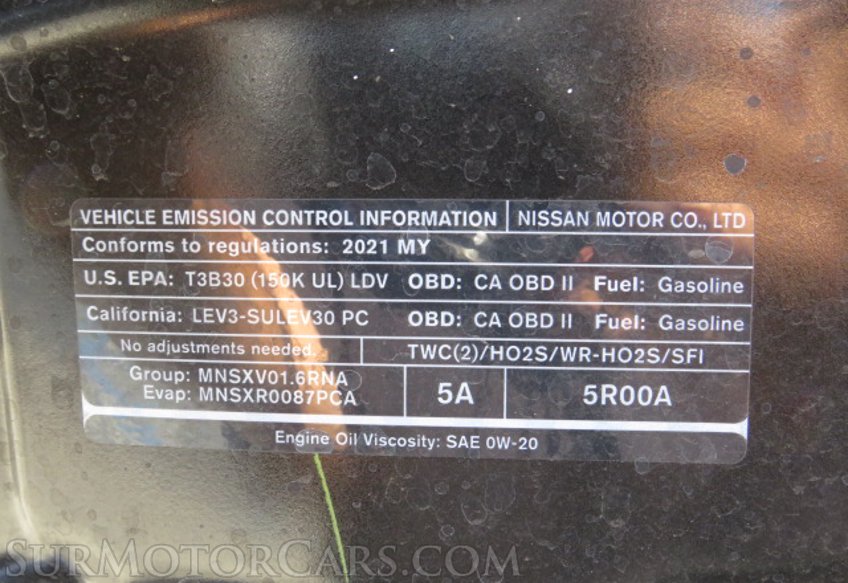 VEHICLE EMISSION CONTROL INFORMATION NISSAN MOTOR CO., LTD
Conforms to regulations: 2021 MY
U.S. EPA: T3B30 (150K UL) LDV OBD: CA OBD II Fuel: Gasoline
California: LEV3-SULEV30 PC OBD: CA OBD II Fuel: Gasoline
No adjustments needed. TWC(2)/HO2S/WR-HO2S/SFI
Group: MNSXV01.6RNA
Evap: MNSXR0087PCA
5A 5R00A
Engine Oil Viscosity: SAE 0W-20
SurMotorCars.com